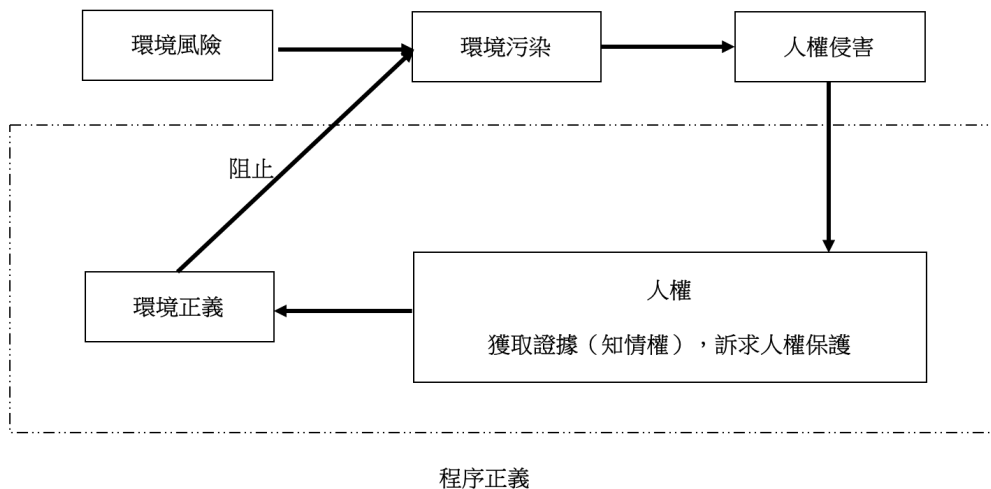 環境風險
環境污染
人權侵害
阻止
環境正義
人權
獲取證據（知情權），訴求人權保護
程序正義